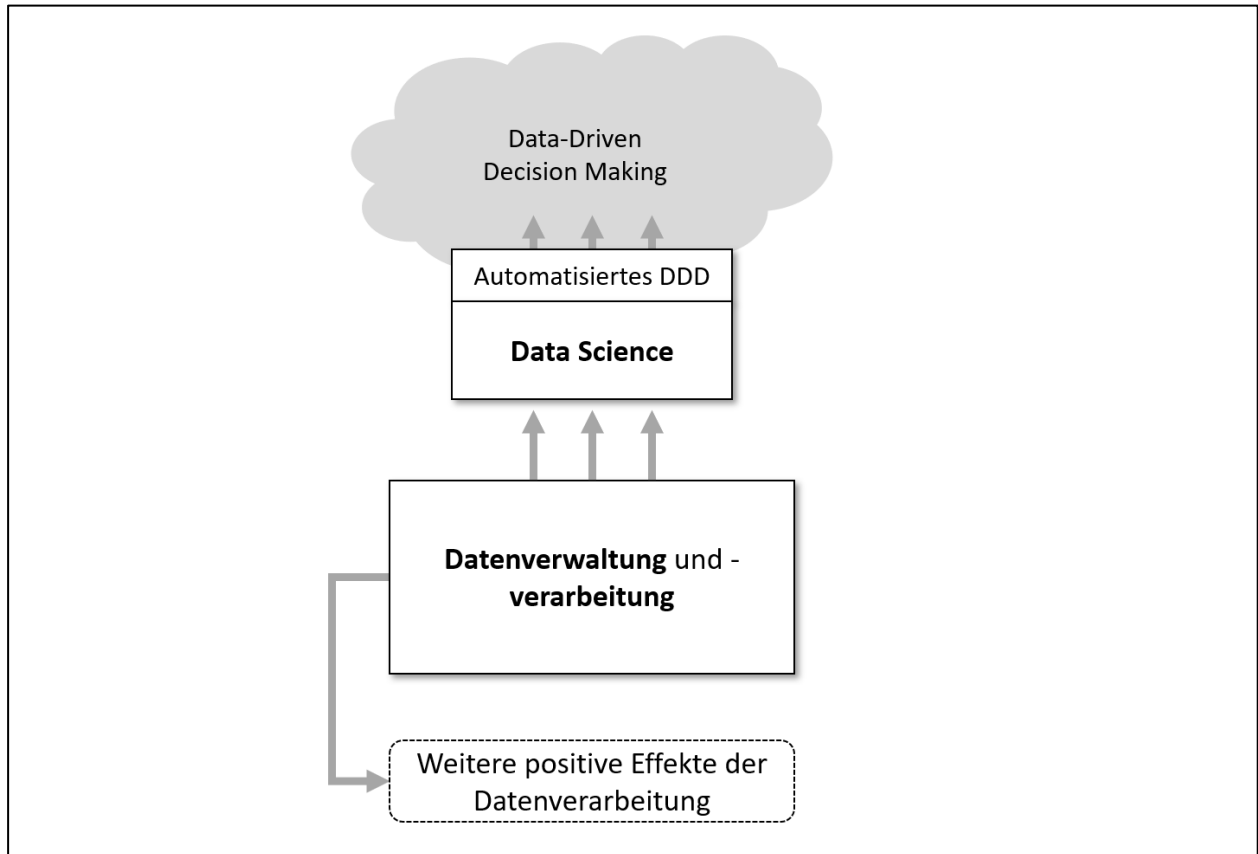 Data-Driven
Decision Making
Automatisiertes DDD
Data Science
Datenverwaltung und -
verarbeitung
Weitere positive Effekte der
Datenverarbeitung